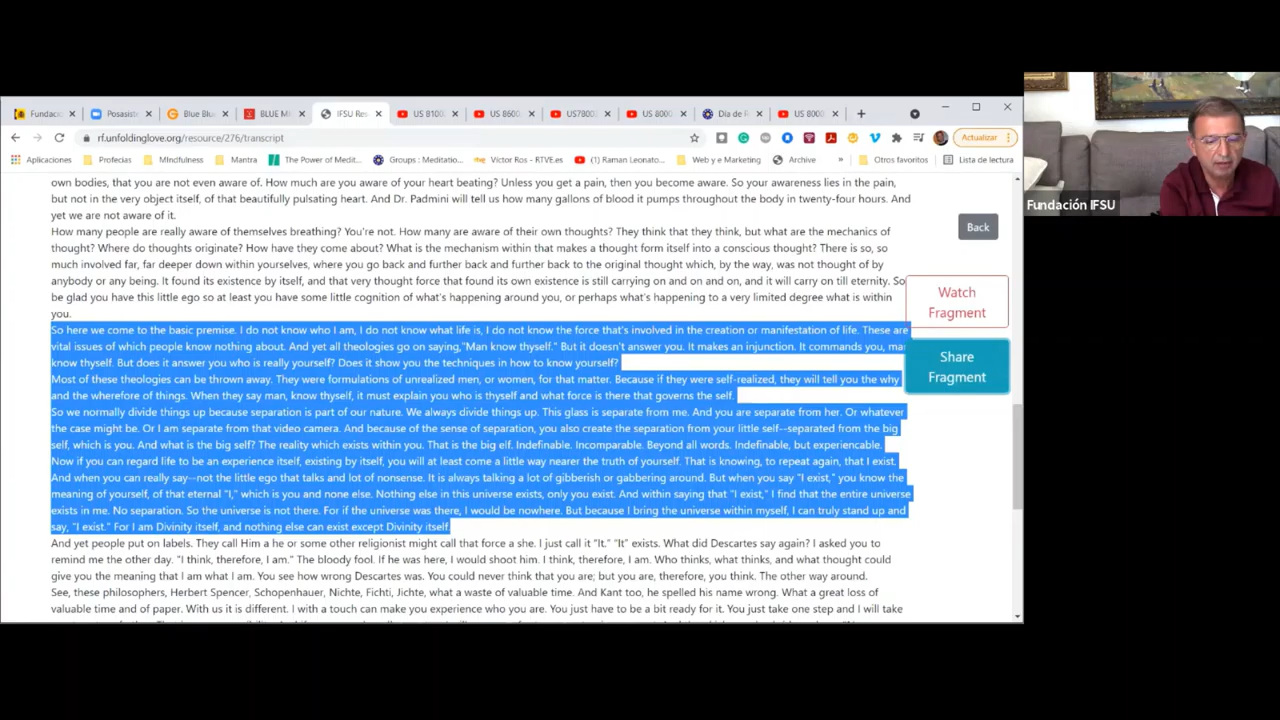 Fundació
Posasist
Blue Blu
BLUE M
IFSU Res
US 8100
US 8600
US7800
US 8000
Día de R
US 8000
rf.unfoldinglove.org/resource/276/transcript
Actualizar
Aplicaciones
Profecias
MIndfulness
Mantra
The Power of Medit...
Groups : Meditatio...
Víctor Ros - RTVE.es
(1) Raman Leonato...
Web y e Marketing
Archive
»
Otros favoritos
Lista de lectura
own bodies, that you are not even aware of. How much are you aware of your heart beating? Unless you get a pain, then you become aware. So your awareness lies in the pain,
but not in the very object itself, of that beautifully pulsating heart. And Dr. Padmini will tell us how many gallons of blood it pumps throughout the body in twenty-four hours. And
yet we are not aware of it.
How many people are really aware of themselves breathing? You're not. How many are aware of their own thoughts? They think that they think, but what are the mechanics of
thought? Where do thoughts originate? How have they come about? What is the mechanism within that makes a thought form itself into a conscious thought? There is so, so
much involved far, far deeper down within yourselves, where you go back and further back and further back to the original thought which, by the way, was not thought of by
anybody or any being. It found its existence by itself, and that very thought force that found its own existence is still carrying on and on and on, and it will carry on till eternity. So
be glad you have this little ego so at least you have some little cognition of what's happening around you, or perhaps what's happening to a very limited degree what is within
you.
So here we come to the basic premise. I do not know who I am, I do not know what life is, I do not know the force that's involved in the creation or manifestation of life. These are
vital issues of which people know nothing about. And yet all theologies go on saying,"Man know thyself." But it doesn't answer you. It makes an injunction. It commands you, man
know thyself. But does it answer you who is really yourself? Does it show you the techniques in how to know yourself?
Most of these theologies can be thrown away. They were formulations of unrealized men, or women, for that matter. Because if they were self-realized, they will tell you the why
and the wherefore of things. When they say man, know thyself, it must explain you who is thyself and what force is there that governs the self.
So we normally divide things up because separation is part of our nature. We always divide things up. This glass is separate from me. And you are separate from her. Or whatever
the case might be. Or I am separate from that video camera. And because of the sense of separation, you also create the separation from your little self--separated from the big
self, which is you. And what is the big self? The reality which exists within you. That is the big elf. Indefinable. Incomparable. Beyond all words. Indefinable, but experiencable.
Now if you can regard life to be an experience itself, existing by itself, you will at least come a little way nearer the truth of yourself. That is knowing, to repeat again, that I exist.
And when you can really say--not the little ego that talks and lot of nonsense. It is always talking a lot of gibberish or gabbering around. But when you say "I exist," you know the
meaning of yourself, of that eternal "I," which is you and none else. Nothing else in this universe exists, only you exist. And within saying that "I exist," I find that the entire universe
exists in me. No separation. So the universe is not there. For if the universe was there, I would be nowhere. But because I bring the universe within myself, I can truly stand up and
say, "I exist." For I am Divinity itself, and nothing else can exist except Divinity itself.
And yet people put on labels. They call Him a he or some other religionist might call that force a she. I just call it "It." "It" exists. What did Descartes say again? I asked you to
remind me the other day. "I think, therefore, I am." The bloody fool. If he was here, I would shoot him. I think, therefore, I am. Who thinks, what thinks, and what thought could
give you the meaning that I am what I am. You see how wrong Descartes was. You could never think that you are; but you are, therefore, you think. The other way around.
See, these philosophers, Herbert Spencer, Schopenhauer, Nichte, Fichti, Jichte, what a waste of valuable time. And Kant too, he spelled his name wrong. What a great loss of
valuable time and of paper. With us it is different. I with a touch can make you experience who you are. You just have to be a bit ready for it. You just take one step and I will take
Back
Watch
Fragment
Share
Fragment
Fundación IFSU